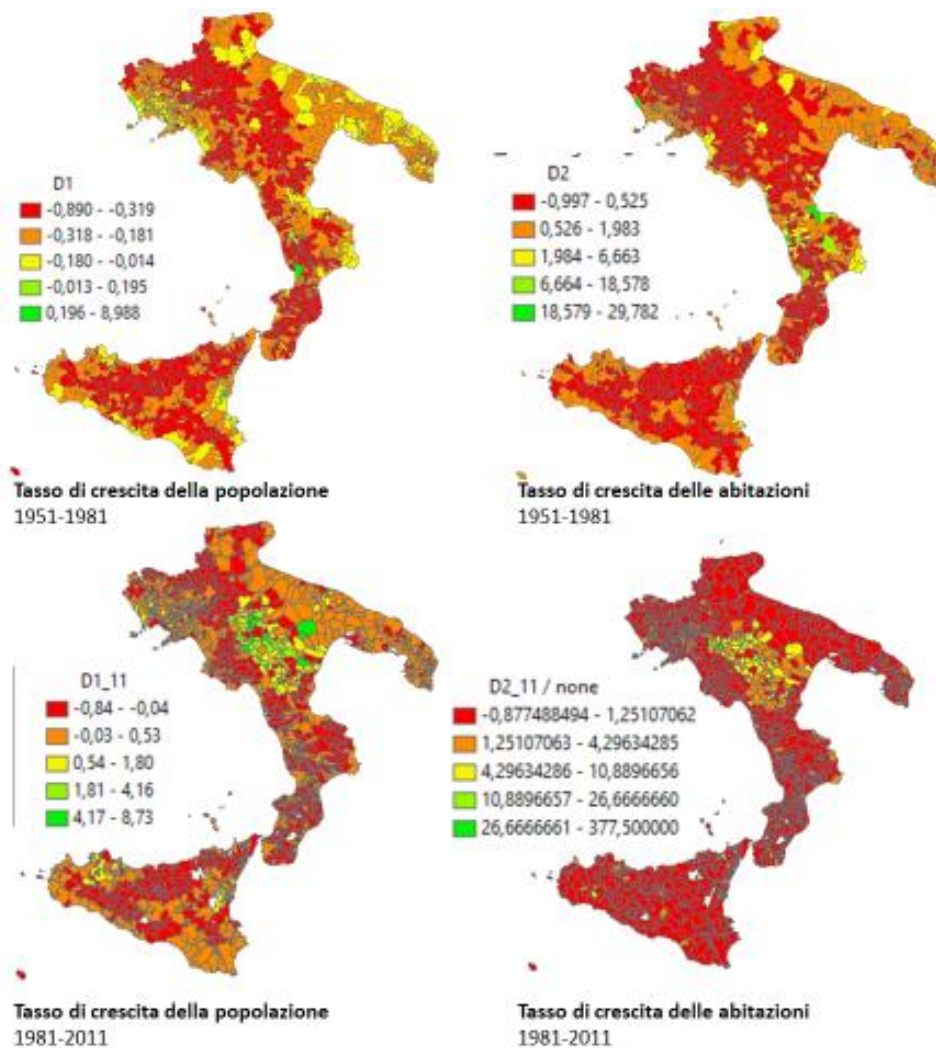 D1
-0,890 - -0,319
-0,318 - -0,181
-0,180 - -0,014
-0,013 - 0,195
0,196 - 8,988
D2
-0,997 - 0,525
0,526 - 1,983
1,984 - 6,663
6,664 - 18,578
18,579 - 29,782
Tasso di crescita della popolazione
1951-1981
Tasso di crescita delle abitazioni
1951-1981
D1_11
-0,84 - -0,04
-0,03 - 0,53
0,54 - 1,80
1,81 - 4,16
4,17 - 8,73
D2_11 / none
-0,877488494 - 1,25107062
1,25107063 - 4,29634285
4,29634286 - 10,8896656
10,8896657 - 26,6666660
26,6666661 - 377,500000
Tasso di crescita della popolazione
1981-2011
Tasso di crescita delle abitazioni
1981-2011